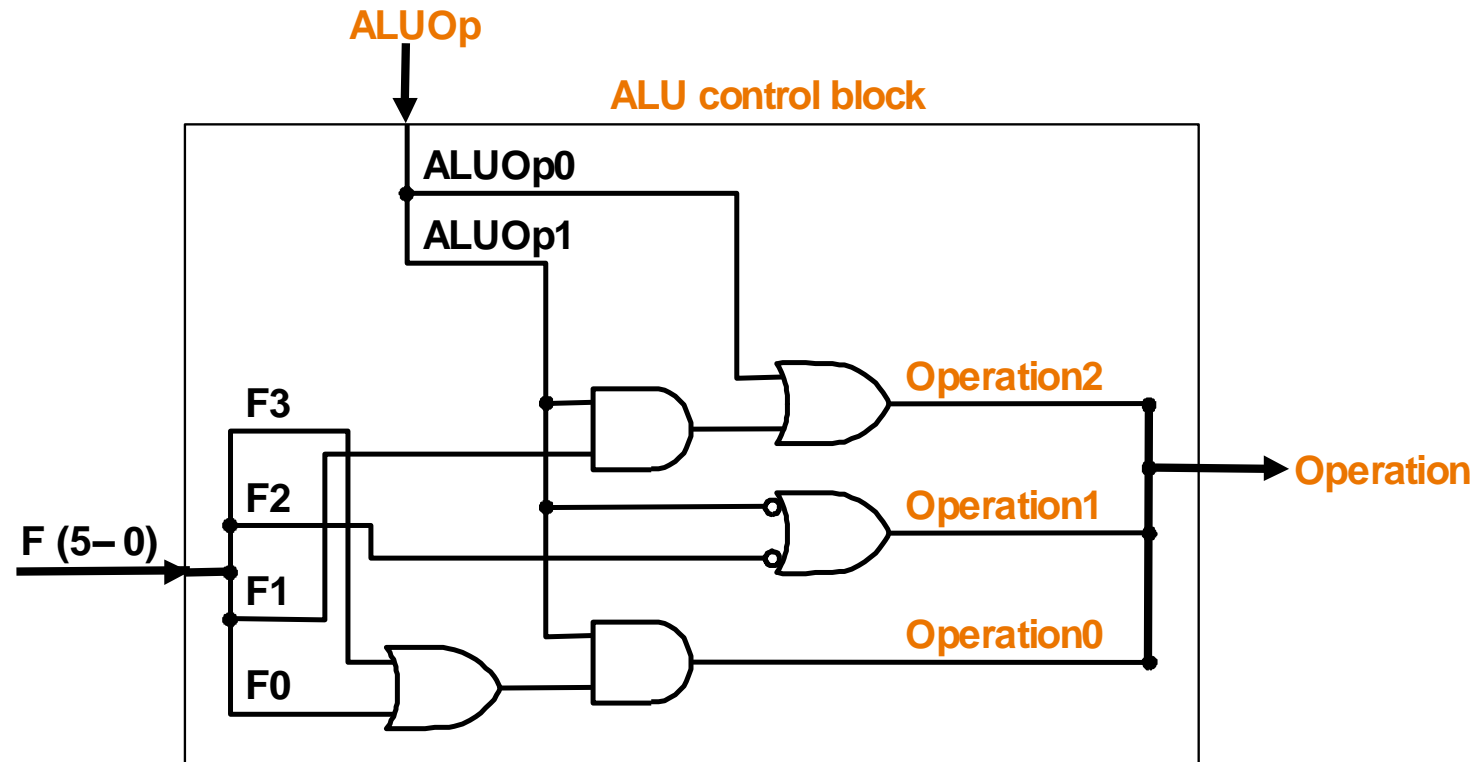 ALUOp
ALU control block
ALUOp0
ALUOp1
Operation2
F3
Operation
F2
Operation1
F (5– 0)
F1
Operation0
F0